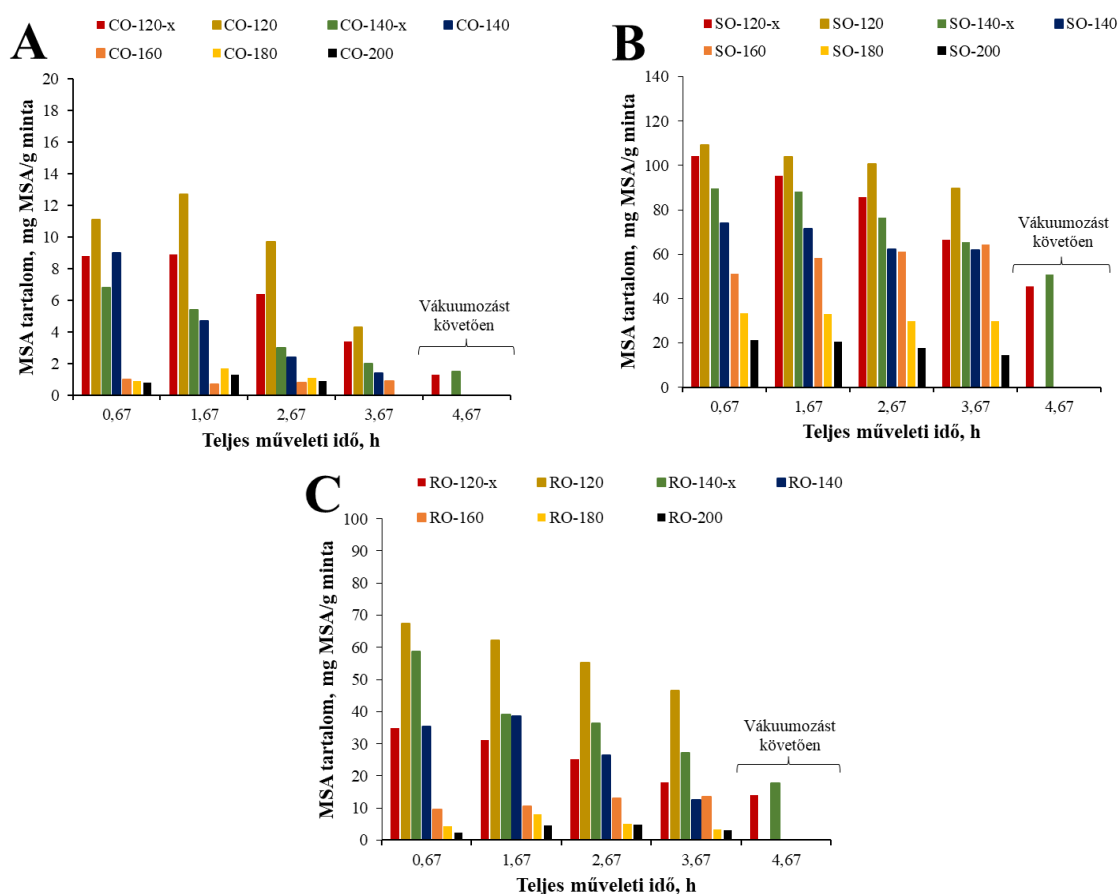 A
CO-120-x CO-120 CO-140-x CO-140
CO-160 CO-180 CO-200
MSA tartalom, mg MSA/g minta
20
18
16
14
12
10
8
6
4
2
0
Vákuumozást
követően
0,67 1,67 2,67 3,67 4,67
Teljes műveleti idő, h
B
SO-120-x SO-120 SO-140-x SO-140
SO-160 SO-180 SO-200
MSA tartalom, mg MSA/g minta
140
120
100
80
60
40
20
0
Vákuumozást
követően
0,67 1,67 2,67 3,67 4,67
Teljes műveleti idő, h
C
RO-120-x RO-120 RO-140-x RO-140
RO-160 RO-180 RO-200
MSA tartalom, mg MSA/g minta
100
90
80
70
60
50
40
30
20
10
0
Vákuumozást
követően
0,67 1,67 2,67 3,67 4,67
Teljes műveleti idő, h